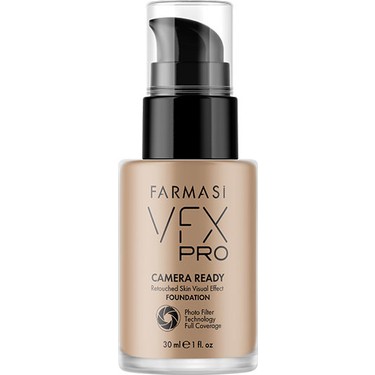 FARMASi
VFX
PRO
CAMERA READY
Retouched Skin Visual Effect
FOUNDATION
Photo Filter
Technology
Full Coverage
30 ml e 1 fl. oz